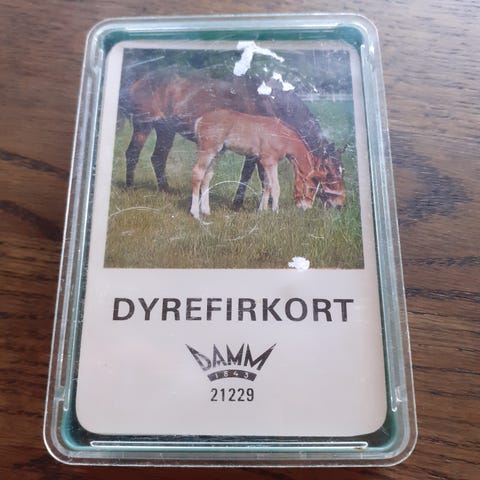 DYREFIRKORT
DAMM
1843
21229